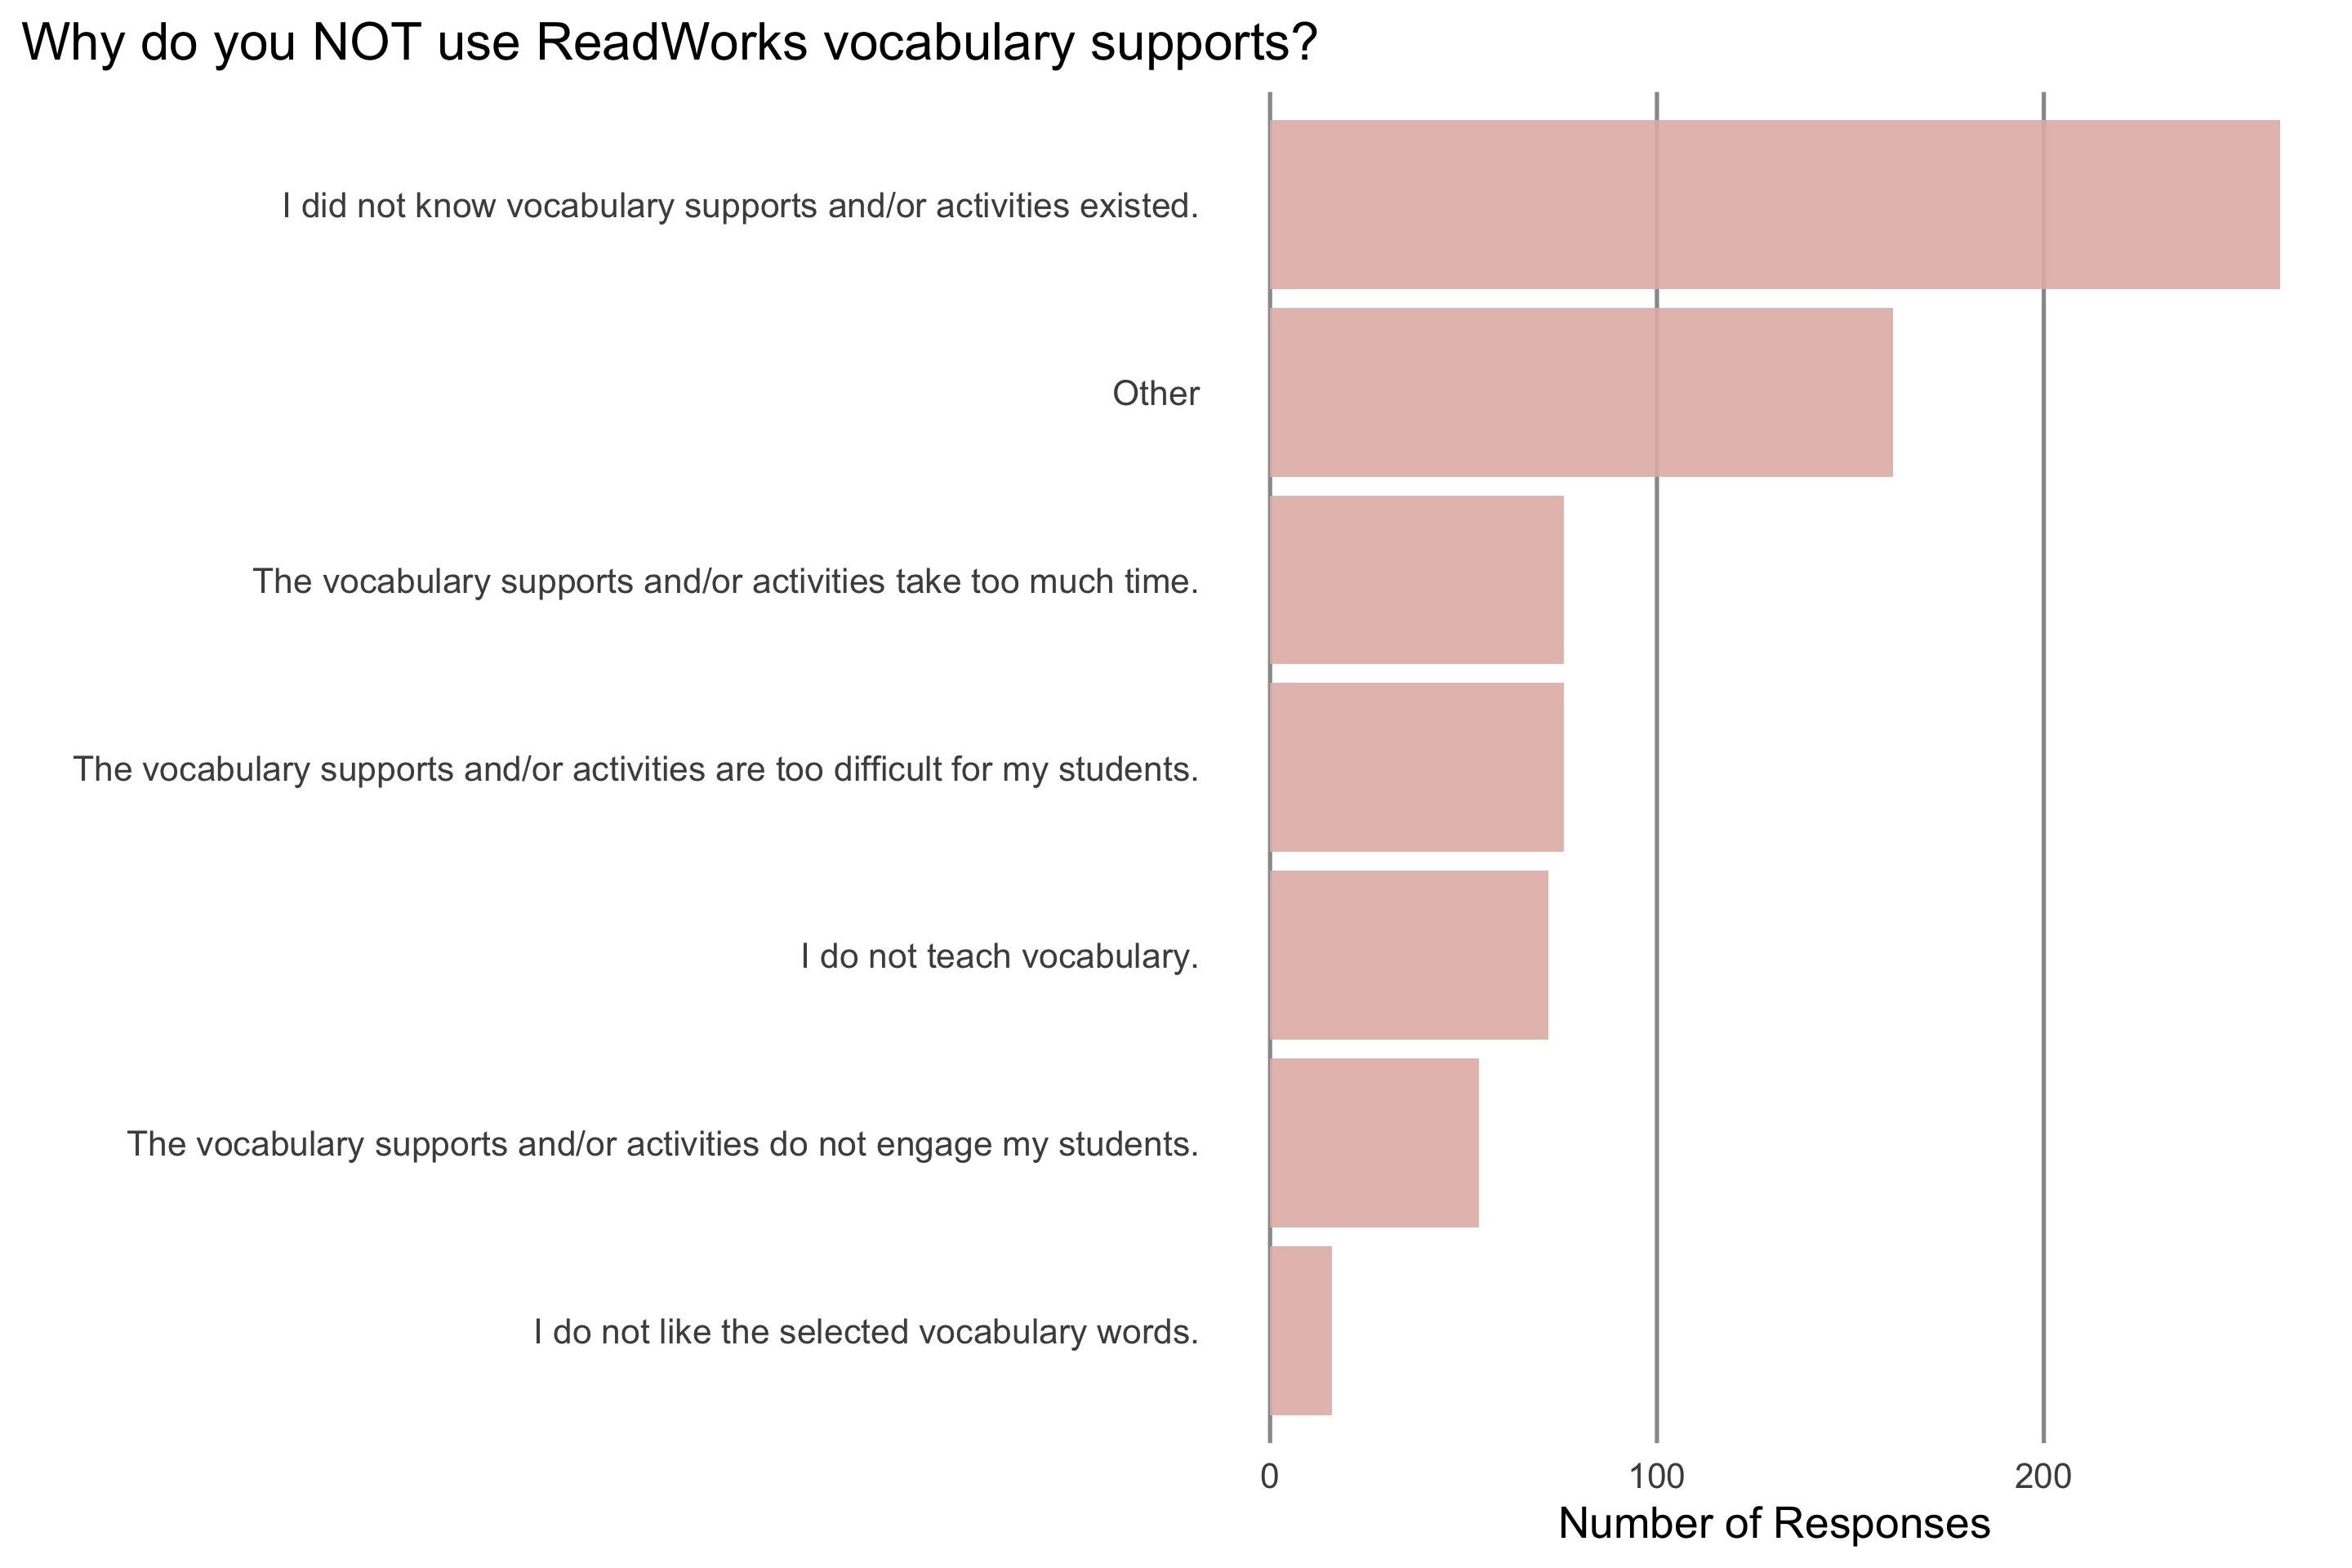 Why do you NOT use ReadWorks vocabulary supports?
I did not know vocabulary supports and/or activities existed.
Other
The vocabulary supports and/or activities take too much time.
The vocabulary supports and/or activities are too difficult for my students.
I do not teach vocabulary.
The vocabulary supports and/or activities do not engage my students.
I do not like the selected vocabulary words.
0 100 200
Number of Responses